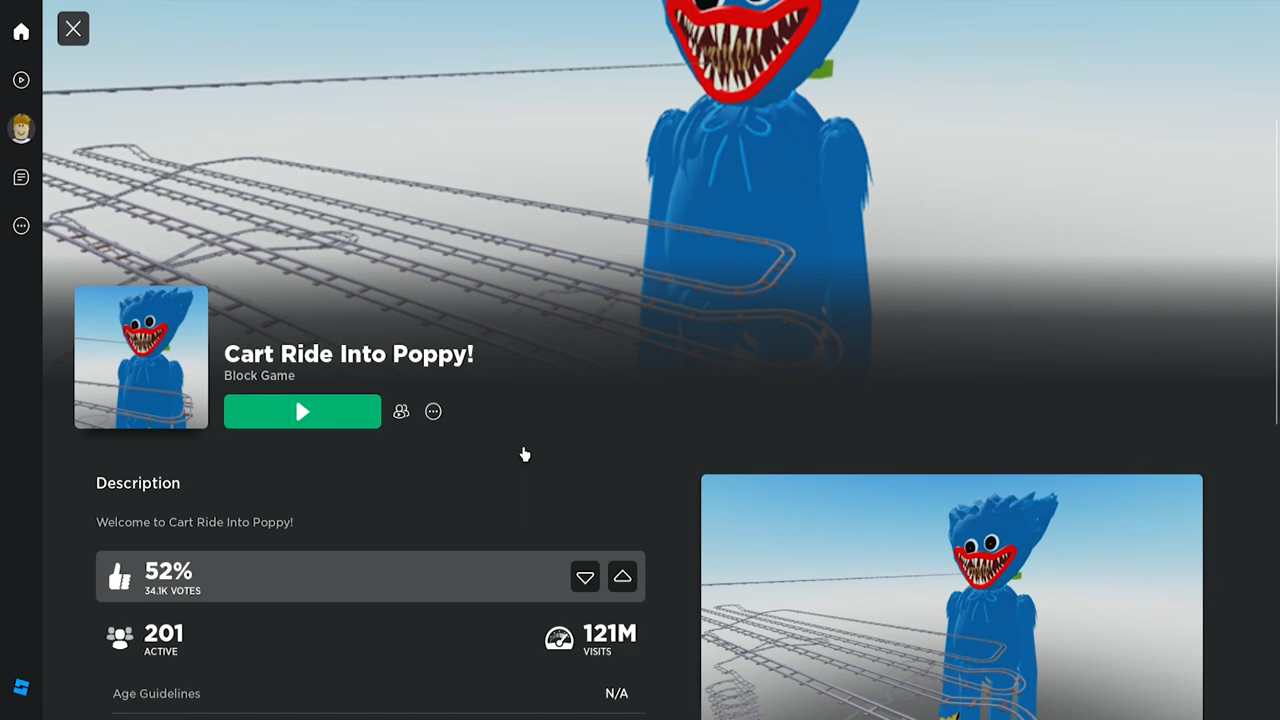 Cart Ride Into Poppy!
Block Game
Description
Welcome to Cart Ride Into Poppy!
52%
34.1K VOTES
201
ACTIVE
121M
VISITS
Age Guidelines
N/A